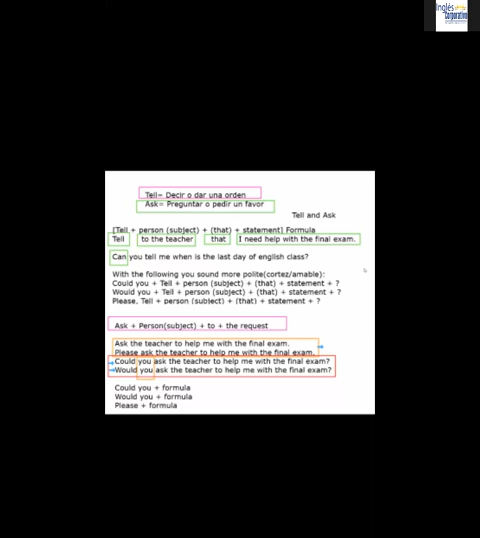 Inglés
Corporativo
Tell= Decir o dar una orden
Ask= Preguntar o pedir un favor
Tell and Ask
[Tell + person (subject) + (that) + statement] Formula
Tell to the teacher that I need help with the final exam.
Can you tell me when is the last day of english class?
With the following you sound more polite(cortez/amable):
Could you + Tell + person (subject) + (that) + statement + ?
Would you + Tell + person (subject) + (that) + statement + ?
Please, Tell + person (subject) + (that) + statement + ?
Ask + Person(subject) + to + the request
Ask the teacher to help me with the final exam.
Please ask the teacher to help me with the final exam.
Could you ask the teacher to help me with the final exam?
Would you ask the teacher to help me with the final exam?
Could you + formula
Would you + formula
Please + formula